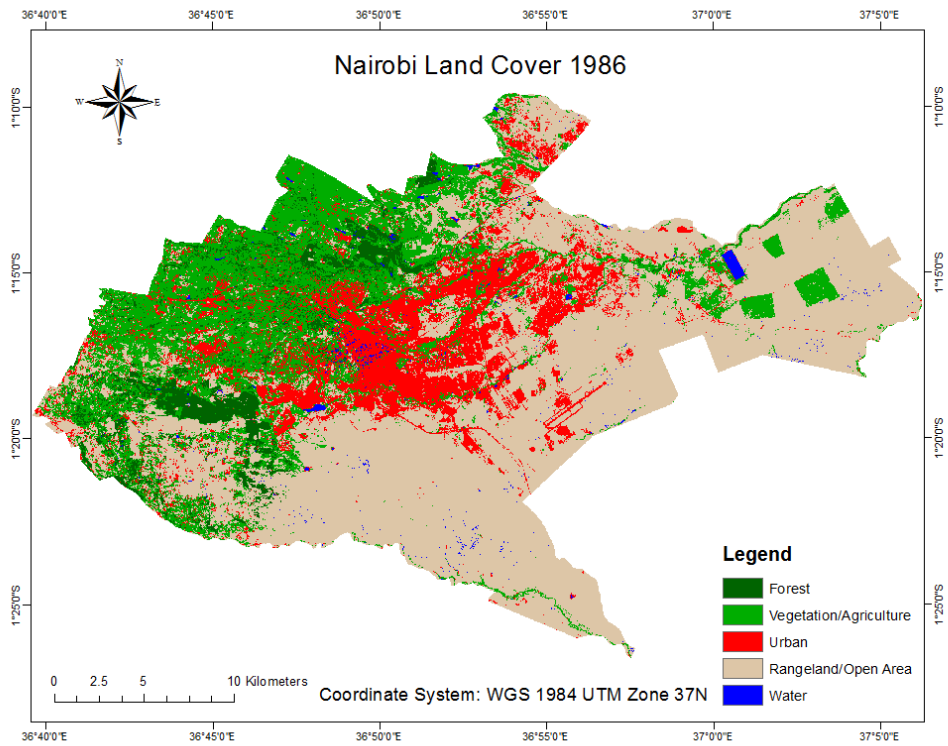 36°40'0"E 36°45'0"E 36°50'0"E 36°55'0"E 37°0'0"E 37°5'0"E
Nairobi Land Cover 1986
N
W E
S
1°10'0"S 1°10'0"S
1°15'0"S 1°15'0"S
1°20'0"S 1°20'0"S
1°25'0"S 1°25'0"S
Legend
Forest
Vegetation/Agriculture
Urban
Rangeland/Open Area
Water
0 2.5 5 10 Kilometers
Coordinate System: WGS 1984 UTM Zone 37N
36°40'0"E 36°45'0"E 36°50'0"E 36°55'0"E 37°0'0"E 37°5'0"E